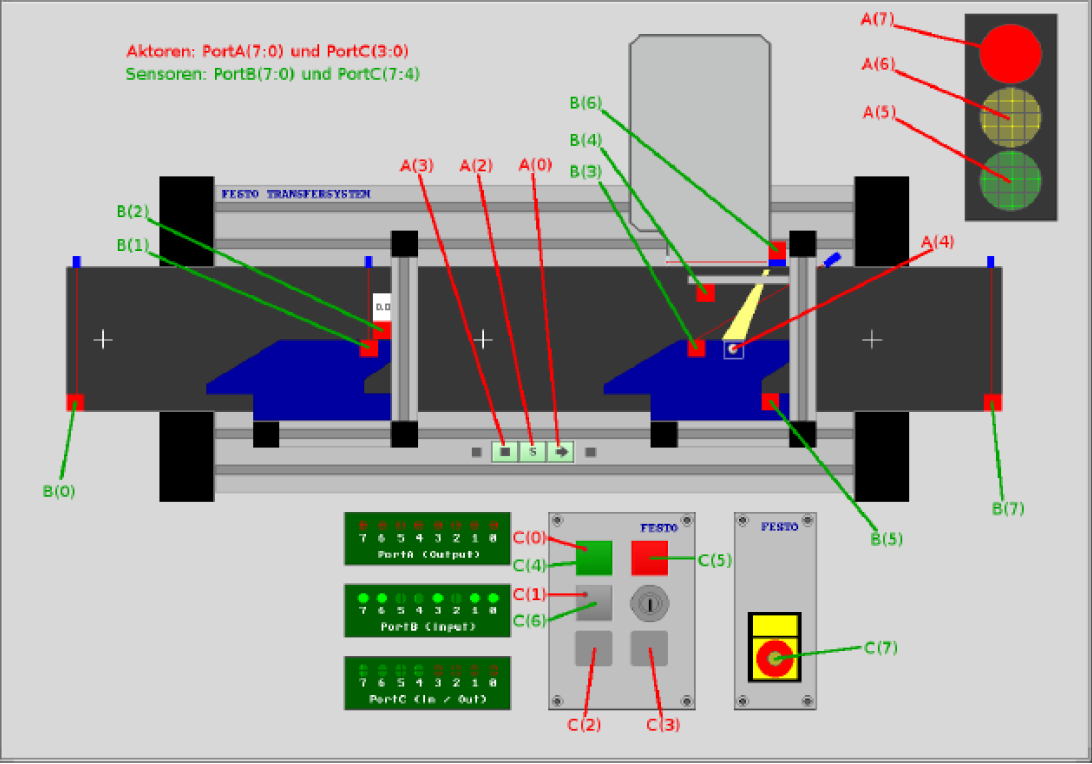 A(7)
Aktoren: PortA(7:0) und PortC(3:0)
Sensoren: PortB(7:0) und PortC(7:4)
A(6)
B(6)
A(5)
B(4)
A(3)
A(2)
A(0)
B(3)
FESTO TRANSFERSYSTEM
B(2)
B(1)
A(4)
0.0
S
B(0)
B(7)
B(5)
7 6 5 4 3 2 1 0
PortA (Output)
7 6 5 4 3 2 1 0
PortB (Input)
7 6 5 4 3 2 1 0
PortC (In / Out)
FESTO
C(0)
C(4)
C(5)
C(1)
C(6)
C(2)
C(3)
FESTO
C(7)